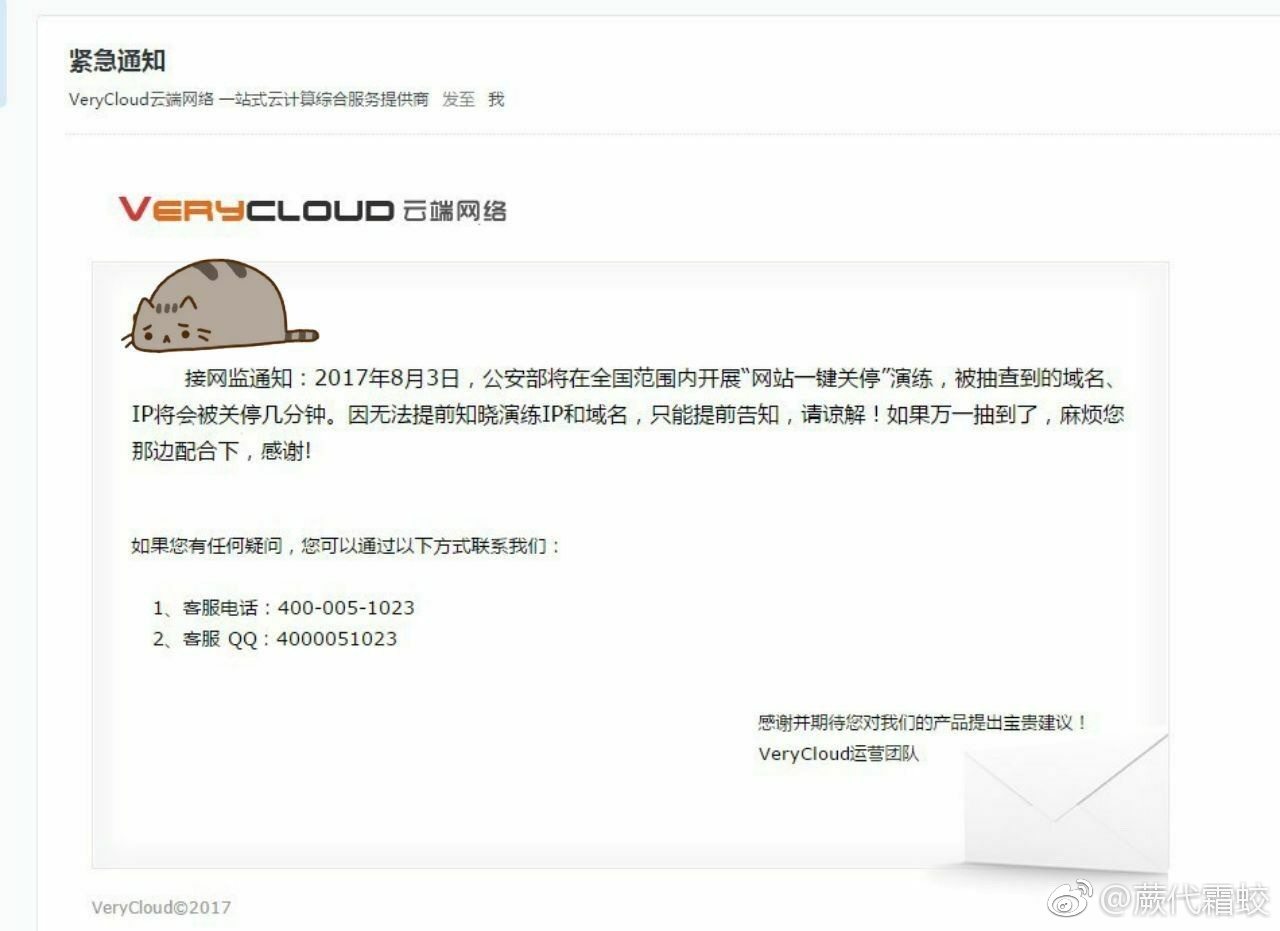 紧急通知
VeryCloud云端网络 一站式云计算综合服务提供商 发至 我
VERYCLOUD 云端网络
接网监通知：2017年8月3日，公安部将在全国范围内开展“网站一键关停”演练，被抽查到的域名、
IP将会被关停几分钟。因无法提前知晓演练IP和域名，只能提前告知，请谅解！如果万一抽到了，麻烦您
那边配合下，感谢!
如果您有任何疑问，您可以通过以下方式联系我们：
1、客服电话：400-005-1023
2、客服 QQ：4000051023
感谢并期待您对我们的产品提出宝贵建议！
VeryCloud运营团队
VeryCloud©2017
@蕨代霜蛟